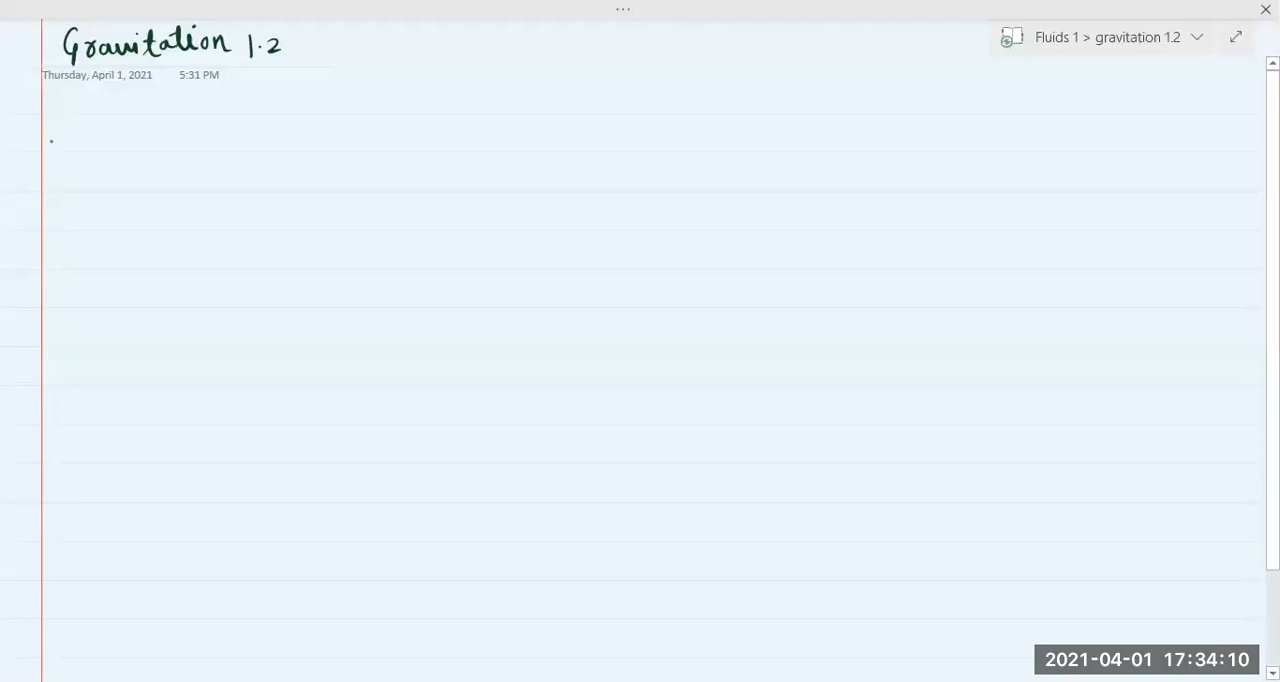 Gravitation 1.2
Fluids 1 > gravitation 1.2
Thursday, April 1, 2021 5:31 PM
2021-04-01 17:34:10